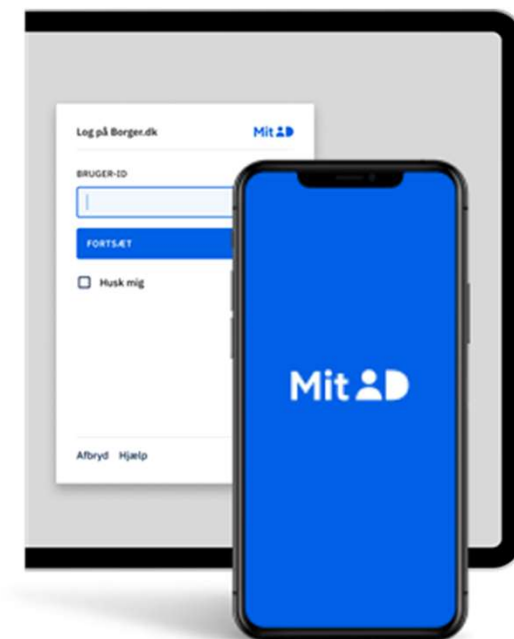 Log på Borger.dk
MitID
BRUGER-ID
FORTSÆT
Husk mig
Afbryd Hjælp
MitID